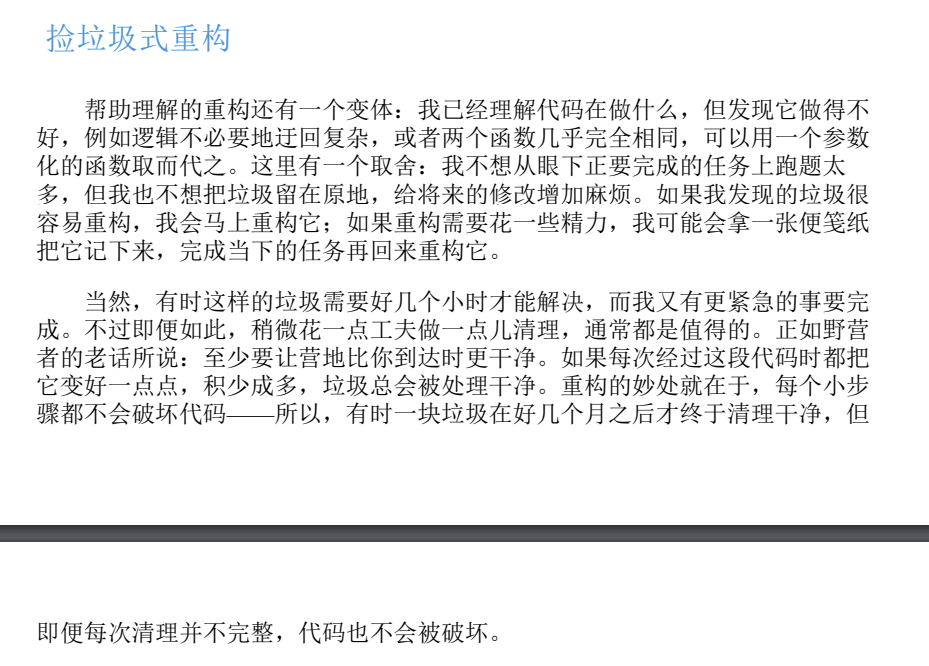 捡垃圾式重构
帮助理解的重构还有一个变体：我已经理解代码在做什么，但发现它做得不
好，例如逻辑不必要地迂回复杂，或者两个函数几乎完全相同，可以用一个参数
化的函数取而代之。这里有一个取舍：我不想从眼下正要完成的任务上跑题太
多，但我也不想把垃圾留在原地，给将来的修改增加麻烦。如果我发现的垃圾很
容易重构，我会马上重构它；如果重构需要花一些精力，我可能会拿一张便笺纸
把它记下来，完成当下的任务再回来重构它。
当然，有时这样的垃圾需要好几个小时才能解决，而我又有更紧急的事要完
成。不过即便如此，稍微花一点工夫做一点儿清理，通常都是值得的。正如野营
者的老话所说：至少要让营地比你到达时更干净。如果每次经过这段代码时都把
它变好一点点，积少成多，垃圾总会被处理干净。重构的妙处就在于，每个小步
骤都不会破坏代码——所以，有时一块垃圾在好几个月之后才终于清理干净，但
即便每次清理并不完整，代码也不会被破坏。